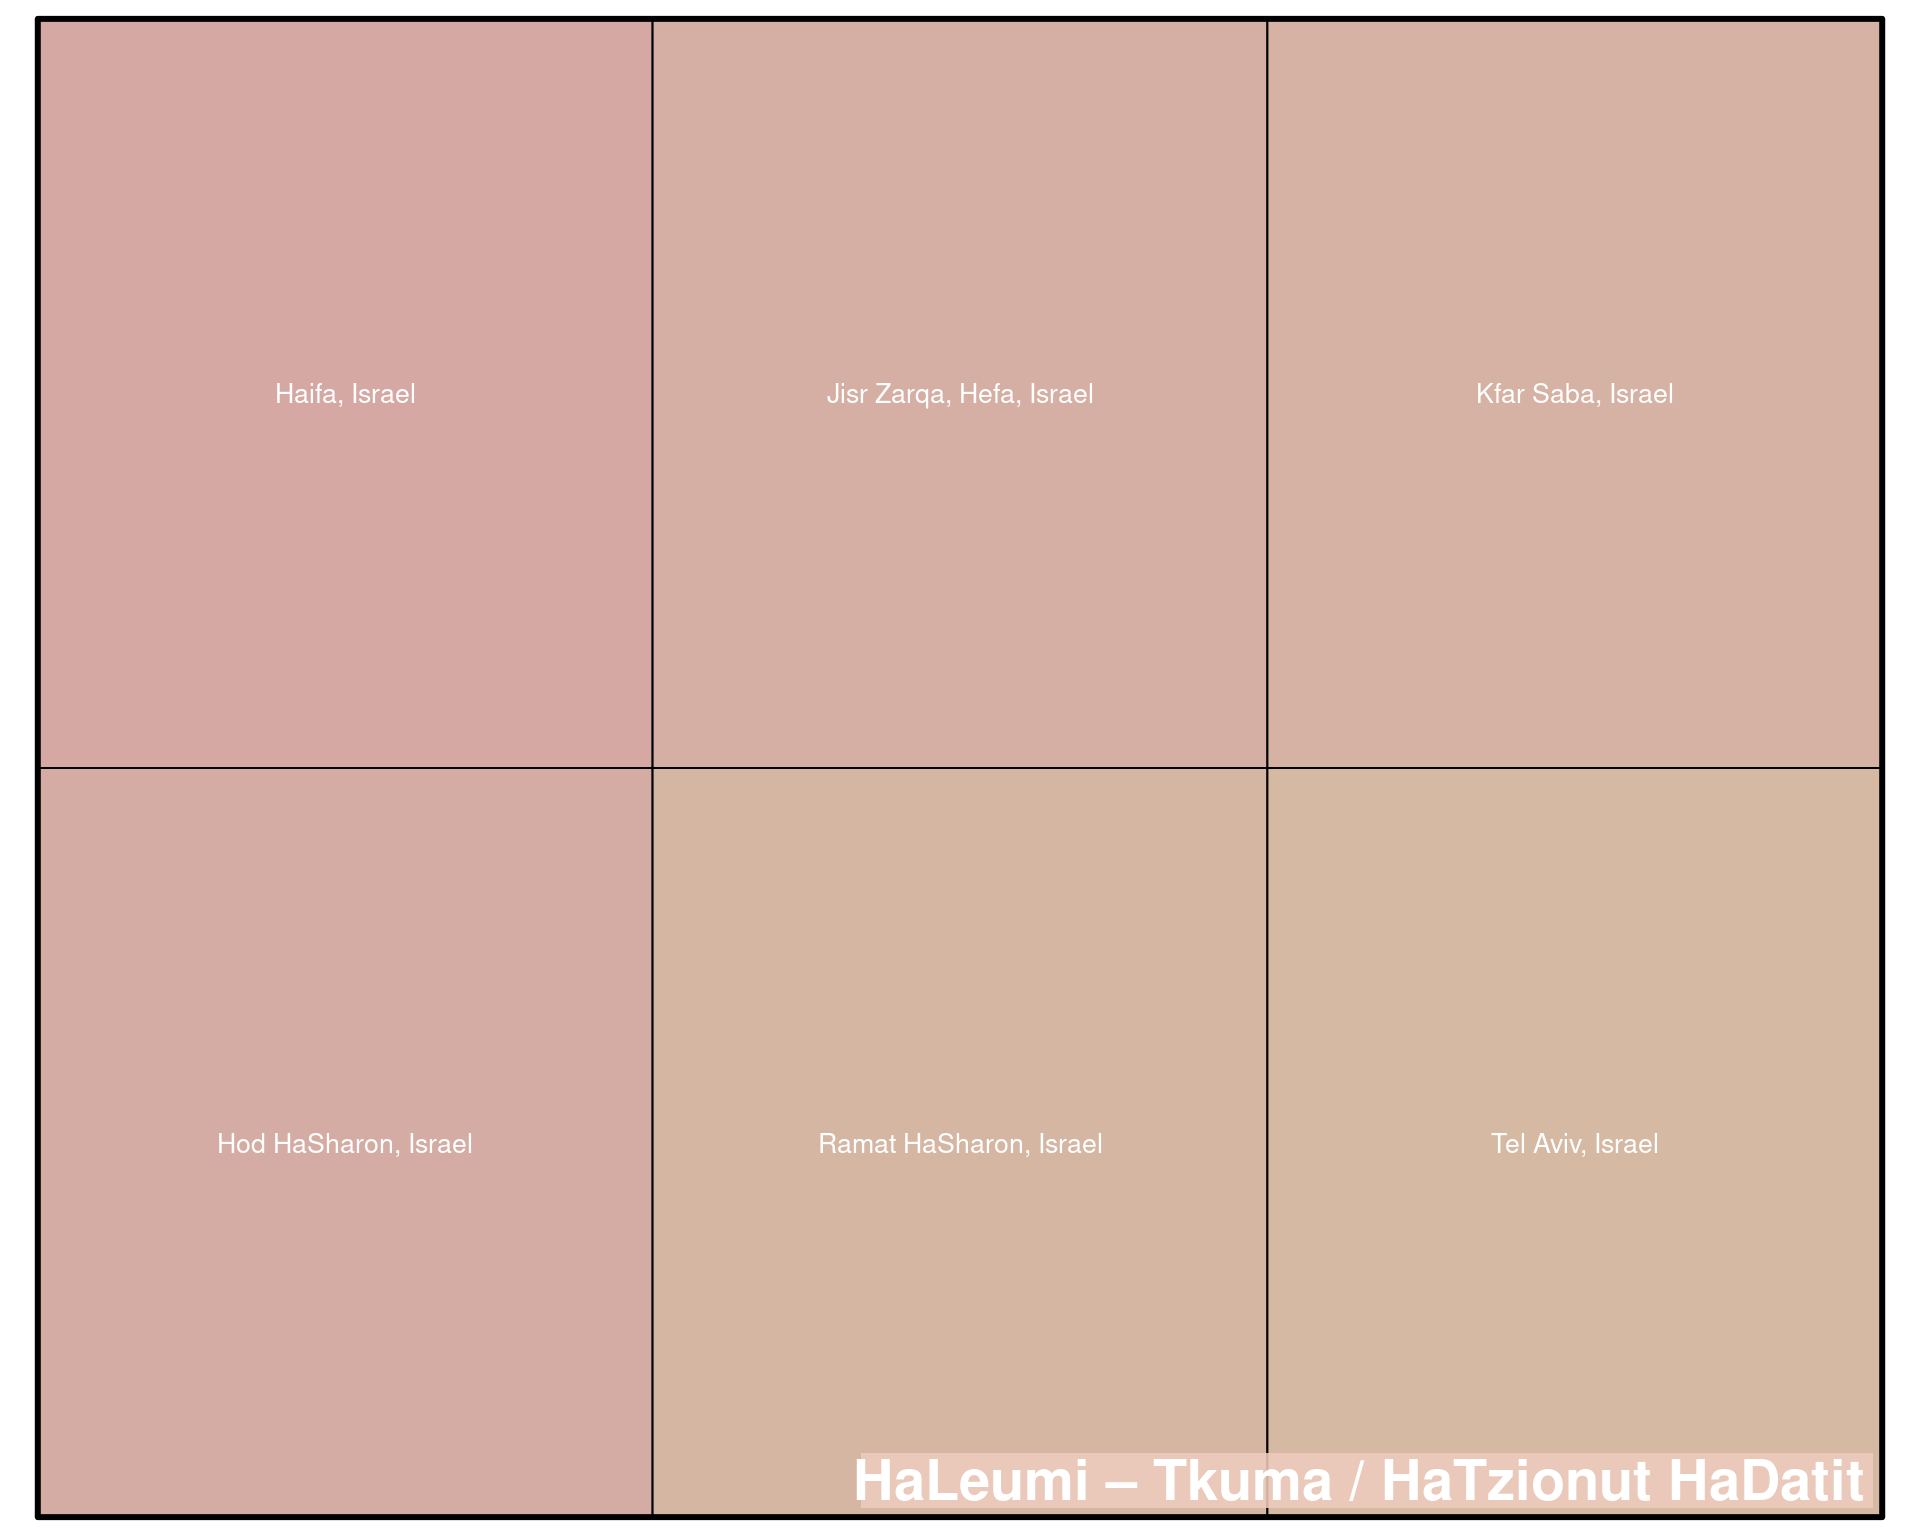 Haifa, Israel
Jisr Zarqa, Hefa, Israel
Kfar Saba, Israel
Hod HaSharon, Israel
Ramat HaSharon, Israel
Tel Aviv, Israel
HaLeumi – Tkuma / HaTzionut HaDatit